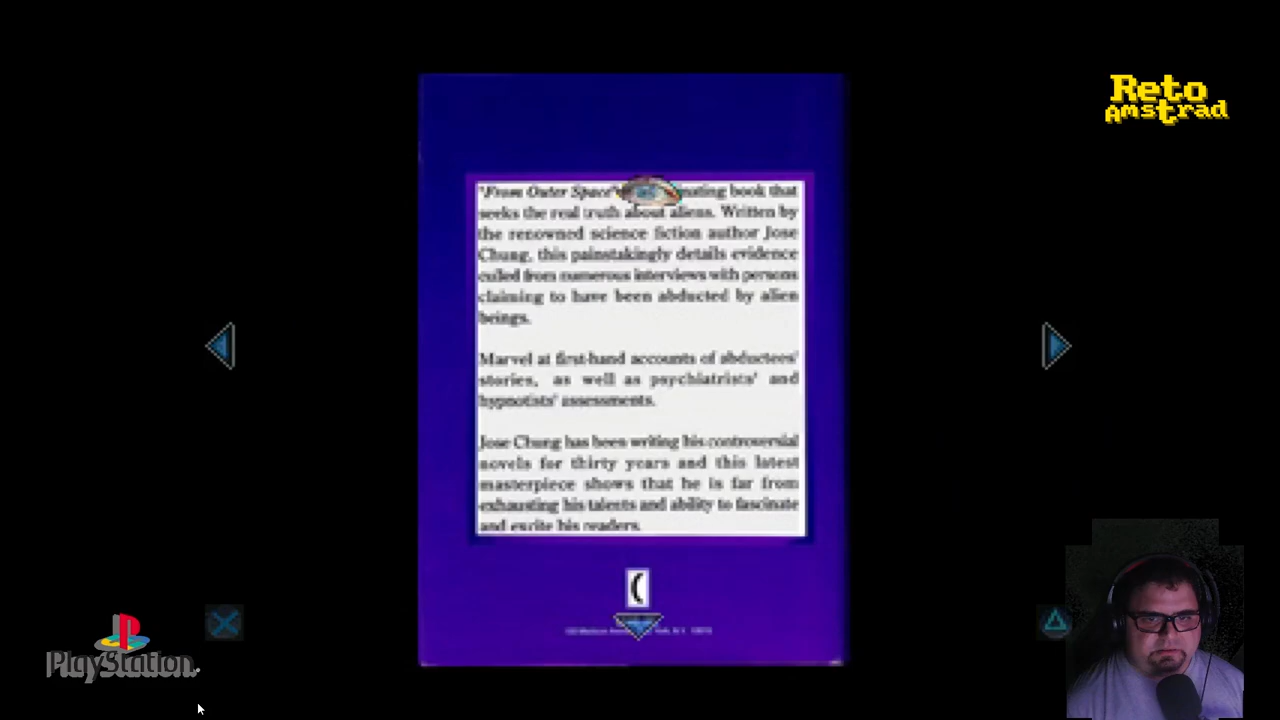 Reto
Amstrad
"From Outer Space" nating book that
seeks the real truth about aliens. Written by
the renowned science fiction author Jose
Chung, this painstakingly details evidence
culled from numerous interviews with persons
claiming to have been abducted by alien
beings.
Marvel at first-hand accounts of abductees'
stories, as well as psychiatrists' and
hypnotists' assessments.
Jose Chung has been writing his controversial
novels for thirty years and this latest
masterpiece shows that he is far from
exhausting his talents and ability to fascinate
and excite his readers.
PlayStation